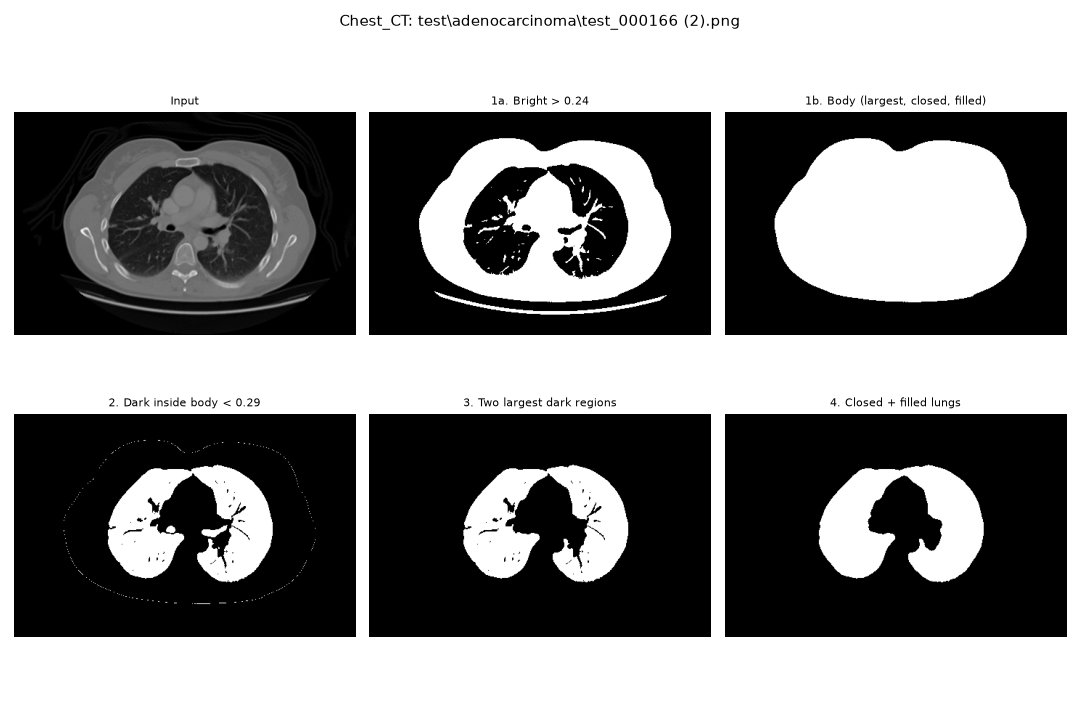 Chest_CT: test\adenocarcinoma\test_000166 (2).png
Input
1a. Bright > 0.24
1b. Body (largest, closed, filled)
2. Dark inside body < 0.29
3. Two largest dark regions
4. Closed + filled lungs